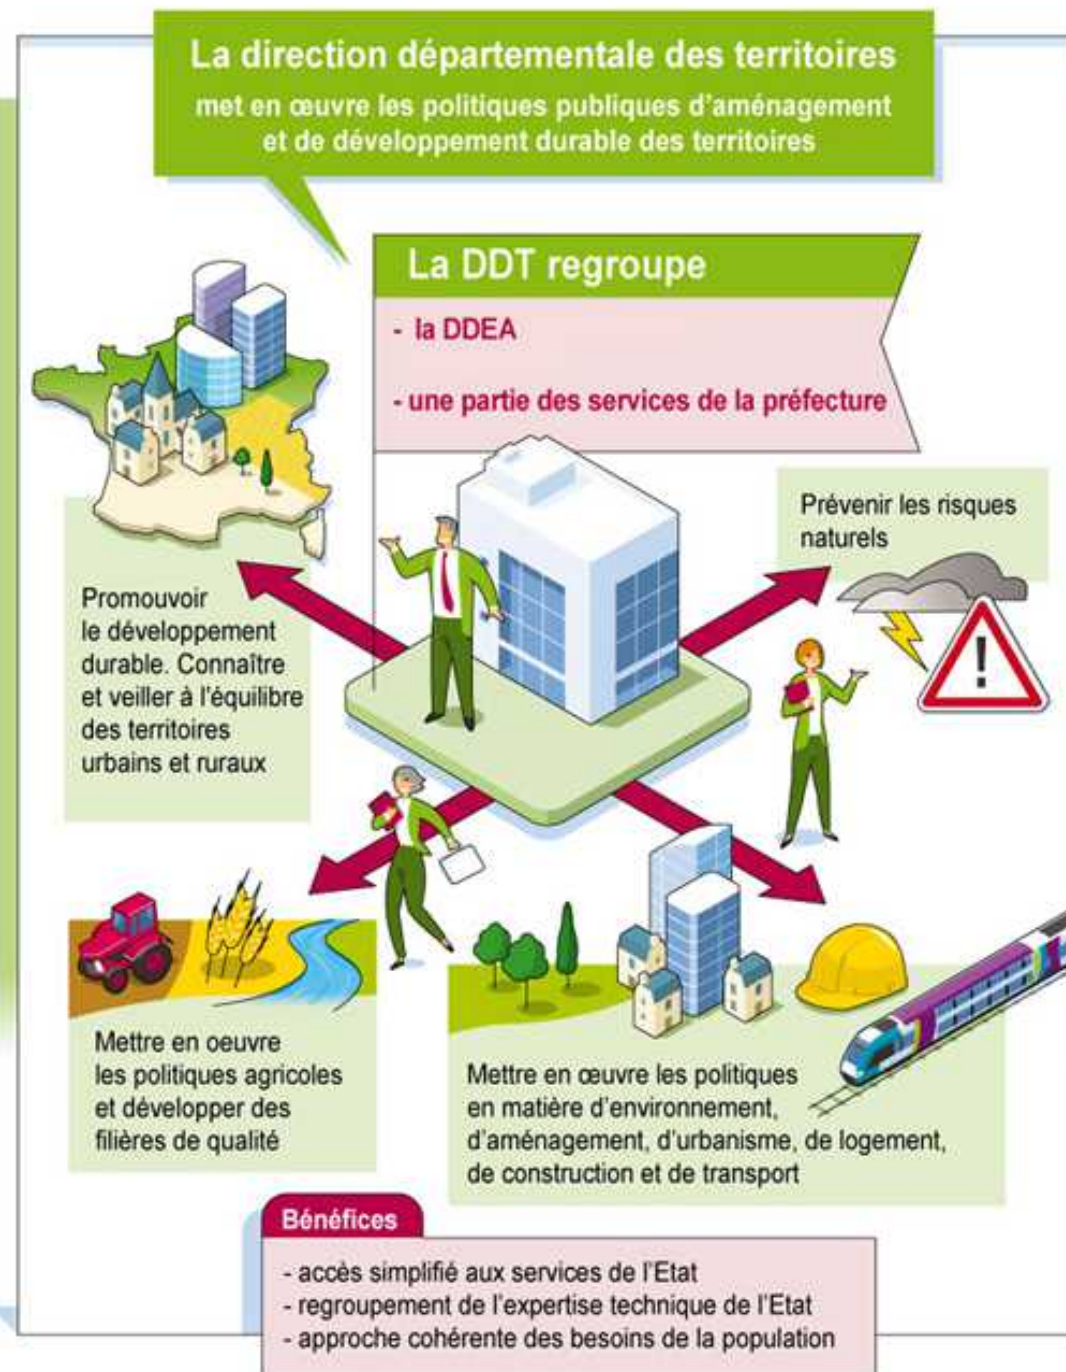 La direction départementale des territoires
met en œuvre les politiques publiques d'aménagement
et de développement durable des territoires
La DDT regroupe
- la DDEA
- une partie des services de la préfecture
Prévenir les risques
naturels
Promouvoir
le développement
durable. Connaître
et veiller à l'équilibre
des territoires
urbains et ruraux
!
Mettre en oeuvre
les politiques agricoles
et développer des
filières de qualité
Mettre en œuvre les politiques
en matière d'environnement,
d'aménagement, d'urbanisme, de logement,
de construction et de transport
Bénéfices
- accès simplifié aux services de l'Etat
- regroupement de l'expertise technique de l'Etat
- approche cohérente des besoins de la population